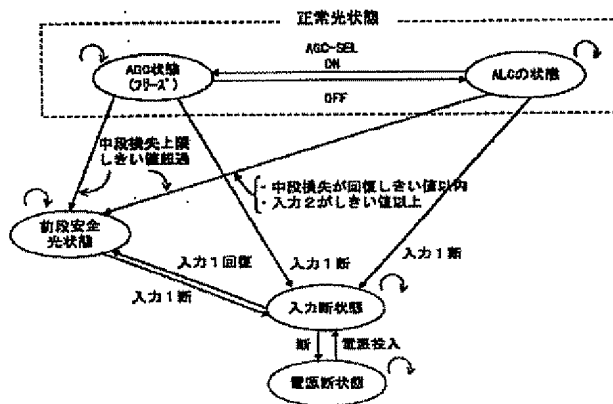 正常光状態
AGC状態
(フリーズ)
AGC-SEL
ON
OFF
ALCの状態
中段損失上限
しきい値超過
・中段損失が回復しきい値以内
・入力2がしきい値以上
前段安全
光状態
入力1回復
入力1断
入力1断
入力1断
入力断状態
断
電源投入
電源断状態